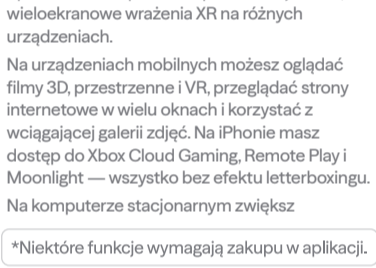 wieloekranowe wrażenia XR na różnych
urządzeniach.
Na urządzeniach mobilnych możesz oglądać
filmy 3D, przestrzenne i VR, przeglądać strony
internetowe w wielu oknach i korzystać z
wciągającej galerii zdjęć. Na iPhonie masz
dostęp do Xbox Cloud Gaming, Remote Play i
Moonlight — wszystko bez efektu letterboxingu.
Na komputerze stacjonarnym zwiększ
*Niektóre funkcje wymagają zakupu w aplikacji.